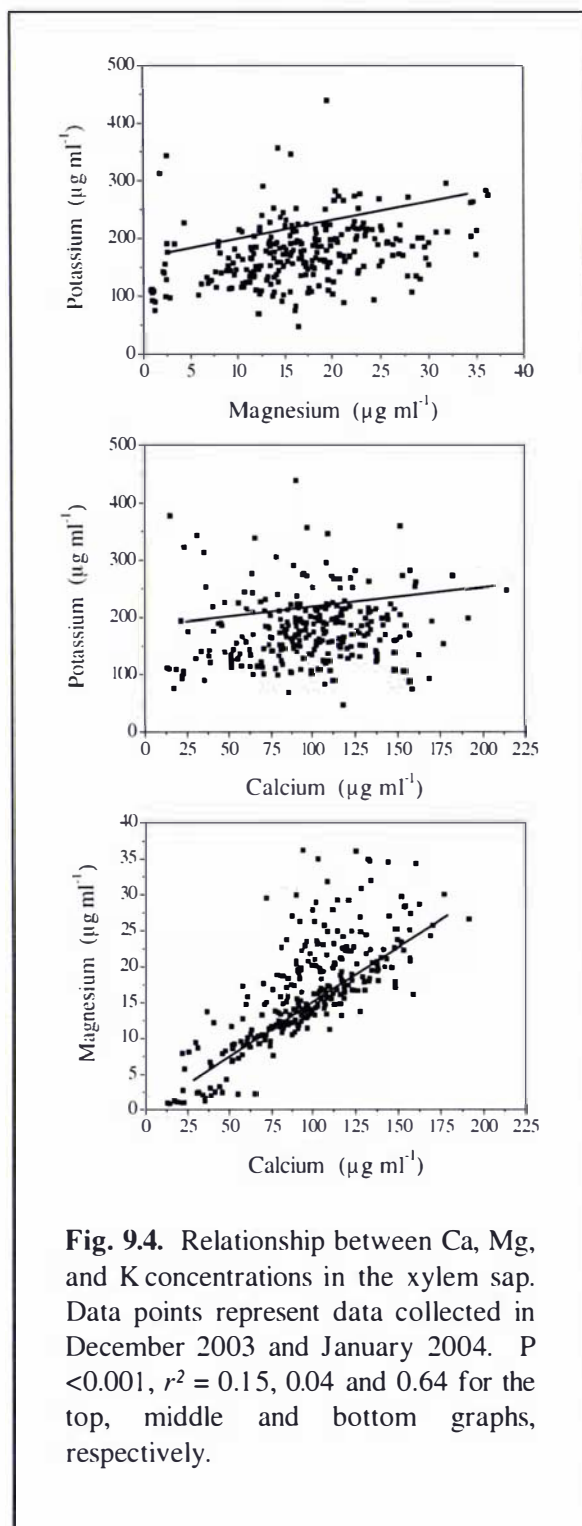 500
400
300
200
100
0
Potassium (µg ml⁻¹)
0 5 10 15 20 25 30 35 40
Magnesium (µg ml⁻¹)
500
400
300
200
100
0
Potassium (µg ml⁻¹)
0 25 50 75 100 125 150 175 200 225
Calcium (µg ml⁻¹)
40
35
30
25
20
15
10
5
0
Magnesium (µg ml⁻¹)
0 25 50 75 100 125 150 175 200 225
Calcium (µg ml⁻¹)
Fig. 9.4. Relationship between Ca, Mg,
and K concentrations in the xylem sap.
Data points represent data collected in
December 2003 and January 2004. P
<0.001, r² = 0.15, 0.04 and 0.64 for the
top, middle and bottom graphs,
respectively.